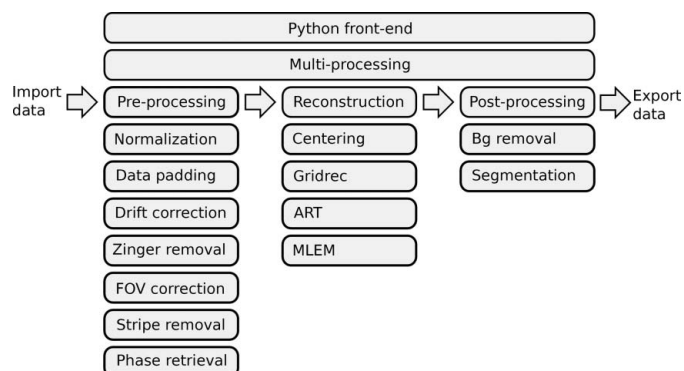 Python front-end
Multi-processing
Import
data
Pre-processing
Reconstruction
Post-processing
Export
data
Normalization
Centering
Bg removal
Data padding
Gridrec
Segmentation
Drift correction
ART
Zinger removal
MLEM
FOV correction
Stripe removal
Phase retrieval